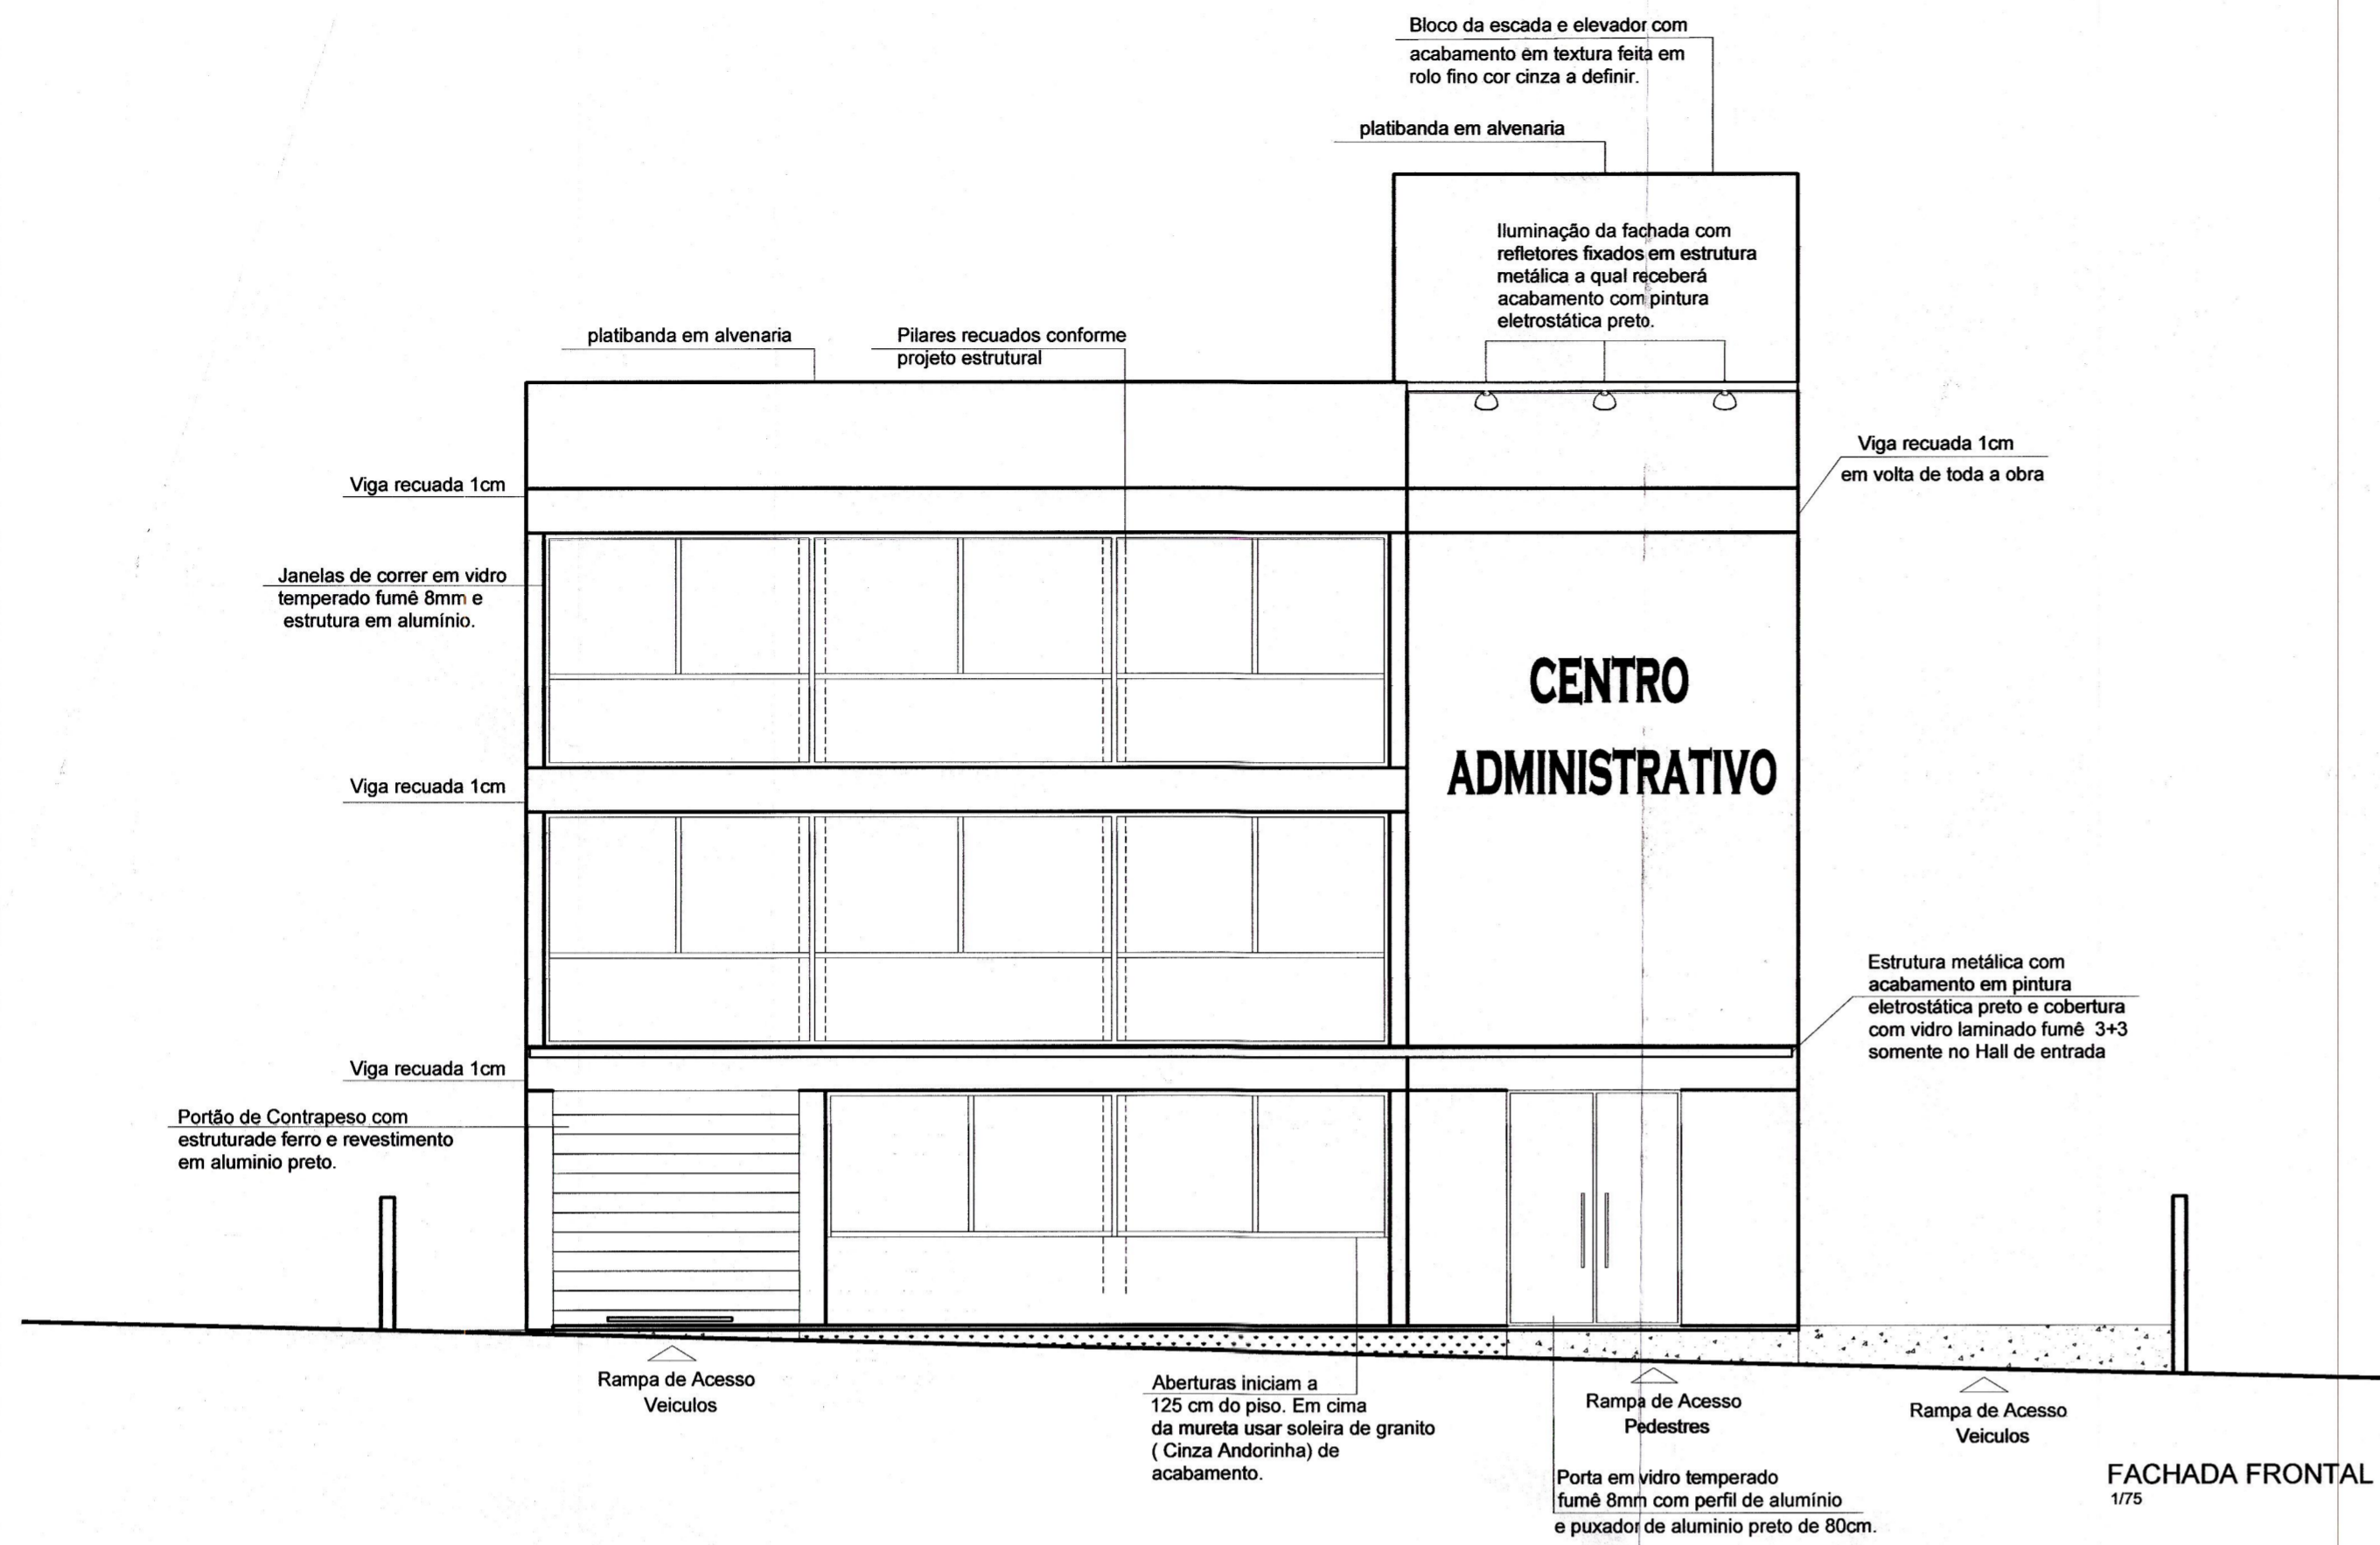 Bloco da escada e elevador com
acabamento em textura feita em
rolo fino cor cinza a definir.
platibanda em alvenaria
Iluminação da fachada com
refletores fixados em estrutura
metálica a qual receberá
acabamento com pintura
eletrostática preto.
platibanda em alvenaria
Pilares recuados conforme
projeto estrutural
Viga recuada 1cm
em volta de toda a obra
Viga recuada 1cm
Janelas de correr em vidro
temperado fumê 8mm e
estrutura em alumínio.
CENTRO
ADMINISTRATIVO
Viga recuada 1cm
Estrutura metálica com
acabamento em pintura
eletrostática preto e cobertura
com vidro laminado fumê 3+3
somente no Hall de entrada
Viga recuada 1cm
Portão de Contrapeso com
estruturade ferro e revestimento
em aluminio preto.
Rampa de Acesso
Veiculos
Aberturas iniciam a
125 cm do piso. Em cima
da mureta usar soleira de granito
( Cinza Andorinha) de
acabamento.
Rampa de Acesso
Pedestres
Rampa de Acesso
Veiculos
Porta em vidro temperado
fumê 8mm com perfil de alumínio
e puxador de aluminio preto de 80cm.
FACHADA FRONTAL
1/75